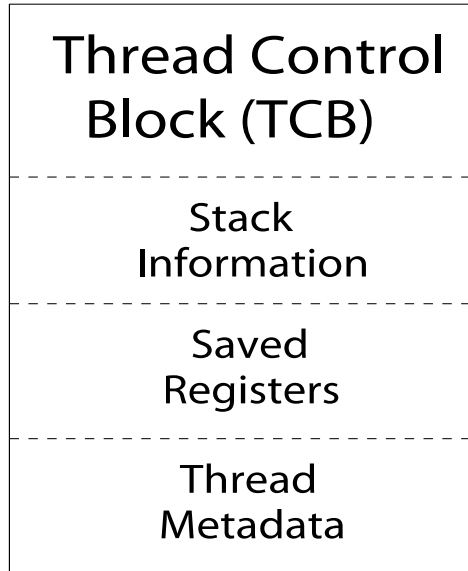 Thread Control
Block (TCB)
Stack
Information
Saved
Registers
Thread
Metadata